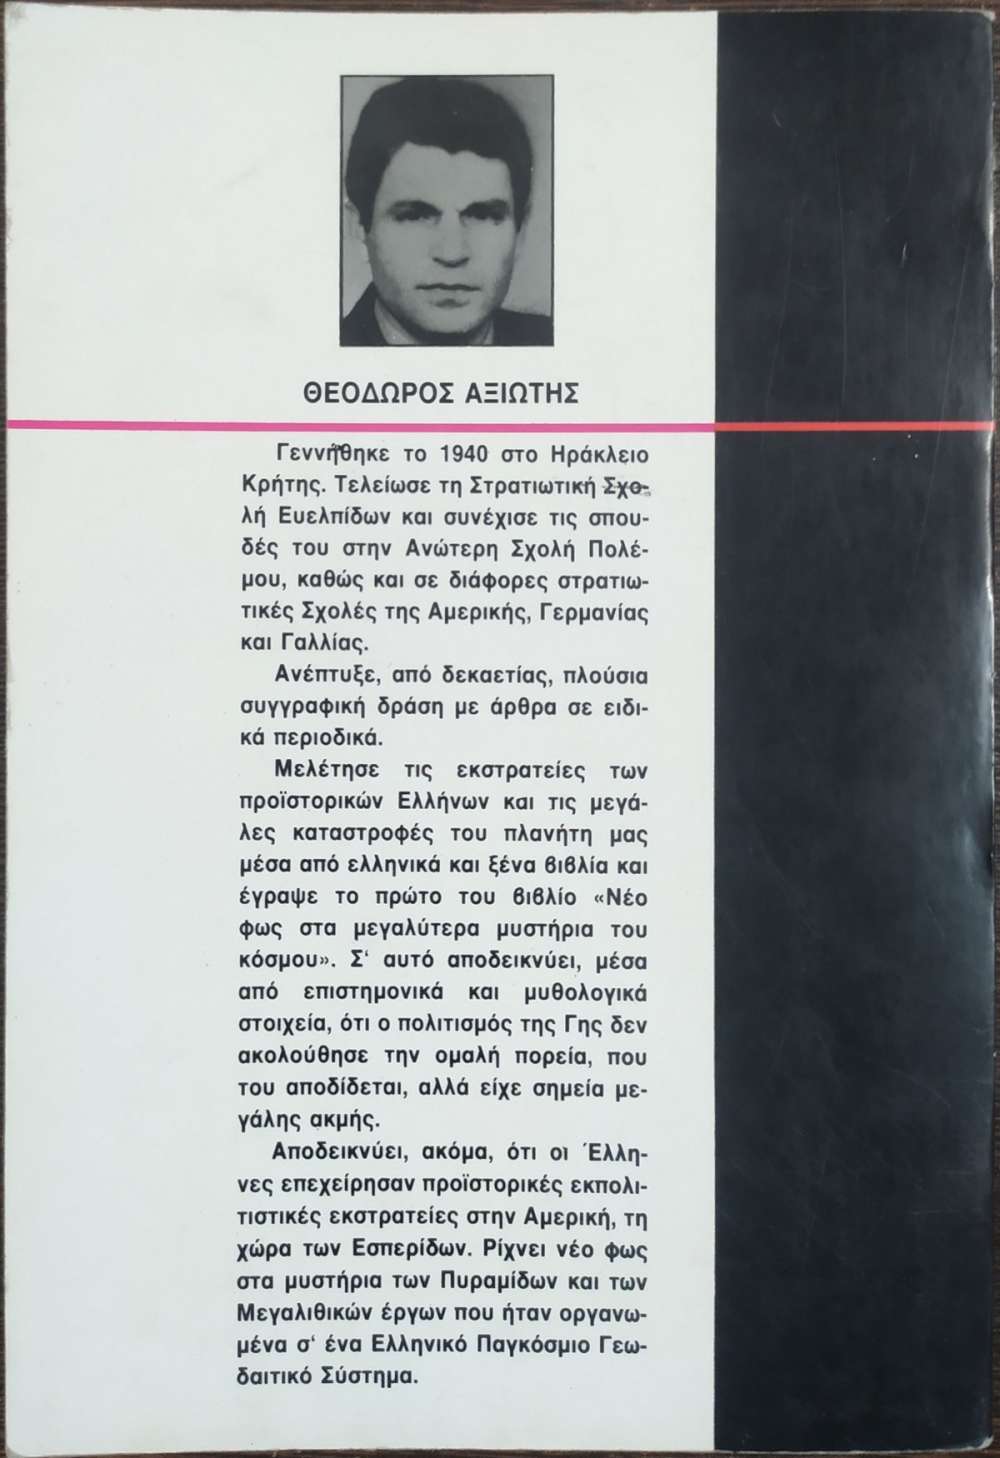 ΘΕΟΔΩΡΟΣ ΑΞΙΩΤΗΣ
Γεννήθηκε το 1940 στο Ηράκλειο
Κρήτης. Τελείωσε τη Στρατιωτική Σχο-
λή Ευελπίδων και συνέχισε τις σπου-
δές του στην Ανώτερη Σχολή Πολέ-
μου, καθώς και σε διάφορες στρατιω-
τικές Σχολές της Αμερικής, Γερμανίας
και Γαλλίας.
Ανέπτυξε, από δεκαετίας, πλούσια
συγγραφική δράση με άρθρα σε ειδι-
κά περιοδικά.
Μελέτησε τις εκστρατείες των
προϊστορικών Ελλήνων και τις μεγά-
λες καταστροφές του πλανήτη μας
μέσα από ελληνικά και ξένα βιβλία και
έγραψε το πρώτο του βιβλίο «Νέο
φως στα μεγαλύτερα μυστήρια του
κόσμου». Σ' αυτό αποδεικνύει, μέσα
από επιστημονικά και μυθολογικά
στοιχεία, ότι ο πολιτισμός της Γης δεν
ακολούθησε την ομαλή πορεία, που
του αποδίδεται, αλλά είχε σημεία με-
γάλης ακμής.
Αποδεικνύει, ακόμα, ότι οι Έλλη-
νες επεχείρησαν προϊστορικές εκπολι-
τιστικές εκστρατείες στην Αμερική, τη
χώρα των Εσπερίδων. Ρίχνει νέο φως
στα μυστήρια των Πυραμίδων και των
Μεγαλιθικών έργων που ήταν οργανω-
μένα σ' ένα Ελληνικό Παγκόσμιο Γεω-
δαιτικό Σύστημα.